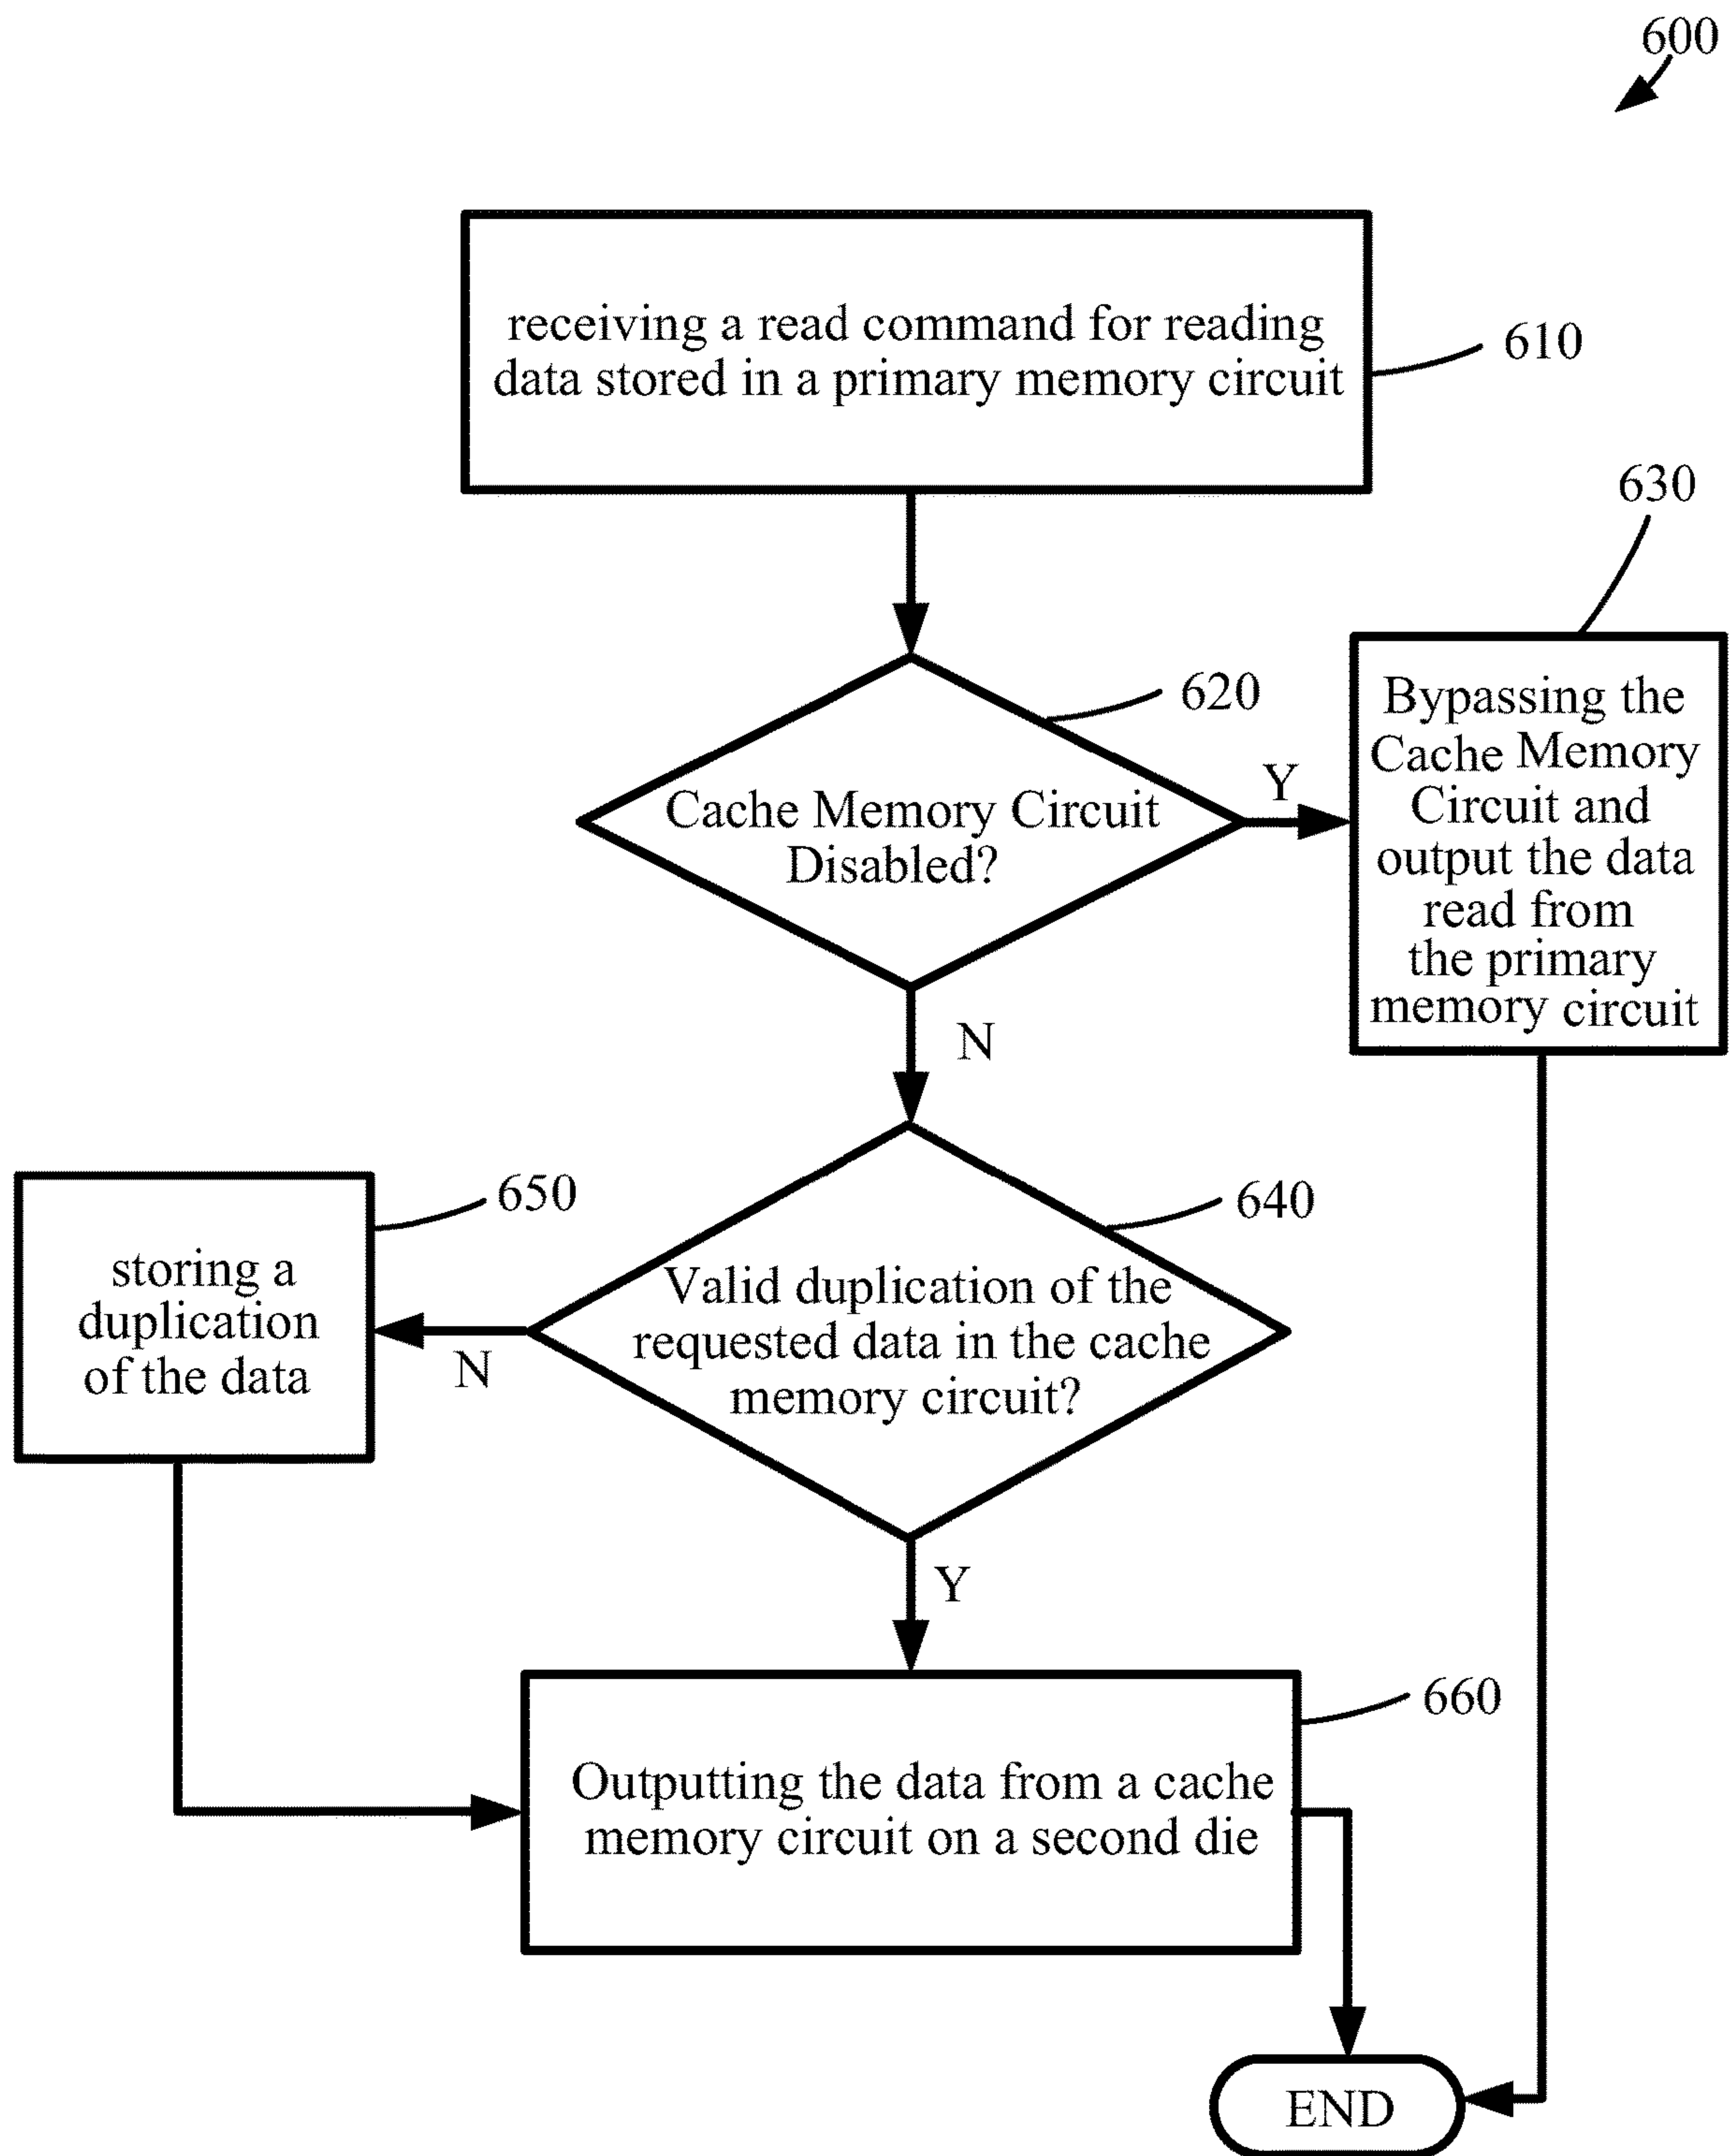 600
receiving a read command for reading
data stored in a primary memory circuit
610
630
620
Cache Memory Circuit
Disabled?
Y
Bypassing the
Cache Memory
Circuit and
output the data
read from
the primary
memory circuit
N
650
storing a
duplication
of the data
640
Valid duplication of the
requested data in the cache
memory circuit?
N
Y
660
Outputting the data from a cache
memory circuit on a second die
END